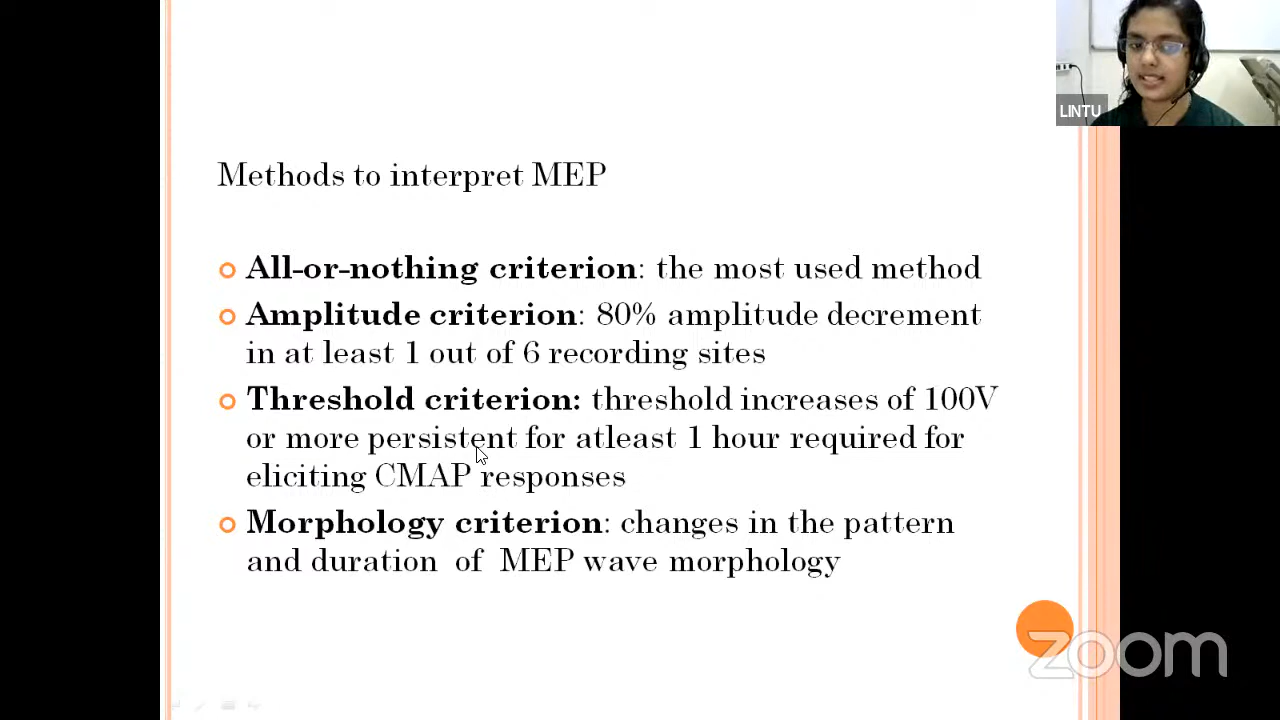 LINTU
Methods to interpret MEP
All-or-nothing criterion: the most used method
Amplitude criterion: 80% amplitude decrement
in at least 1 out of 6 recording sites
Threshold criterion: threshold increases of 100V
or more persistent for atleast 1 hour required for
eliciting CMAP responses
Morphology criterion: changes in the pattern
and duration of MEP wave morphology
zoom